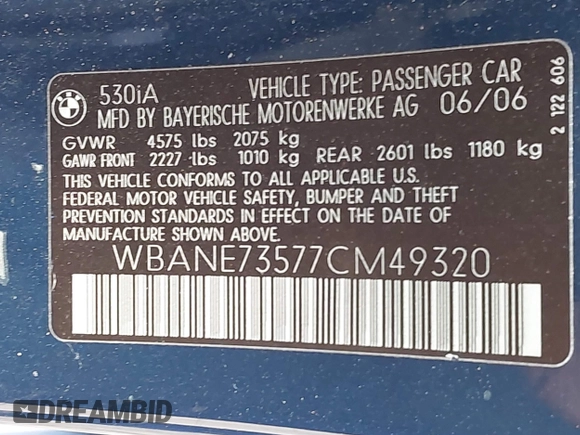 530iA VEHICLE TYPE: PASSENGER CAR
MFD BY BAYERISCHE MOTORENWERKE AG 06/06
GVWR 4575 lbs 2075 kg
GAWR FRONT 2227 lbs 1010 kg REAR 2601 lbs 1180 kg
THIS VEHICLE CONFORMS TO ALL APPLICABLE U.S.
FEDERAL MOTOR VEHICLE SAFETY, BUMPER AND THEFT
PREVENTION STANDARDS IN EFFECT ON THE DATE OF
MANUFACTURE SHOWN ABOVE.
WBANE73577CM49320
2 122 606
BMW
DREAMBID